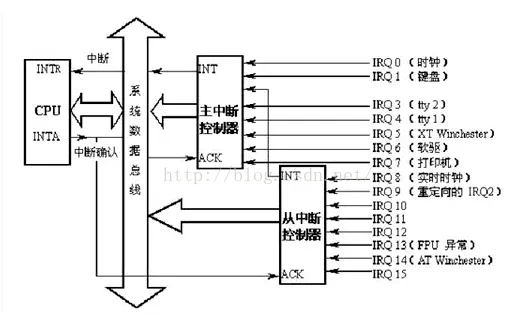 中断
INTR
CPU
INTA
中断确认
系统数据总线
INT
主中断
控制器
ACK
IRQ 0 (时钟)
IRQ 1 (键盘)
IRQ 3 (tty 2)
IRQ 4 (tty 1)
IRQ 5 (XT Winchester)
IRQ 6 (软驱)
IRQ 7 (打印机)
IRQ 8 (实时时钟)
IRQ 9 (重定向的 IRQ2)
IRQ 10
IRQ 11
IRQ 12
IRQ 13 (FPU 异常)
IRQ 14 (AT Winchester)
IRQ 15
INT
从中断
控制器
ACK